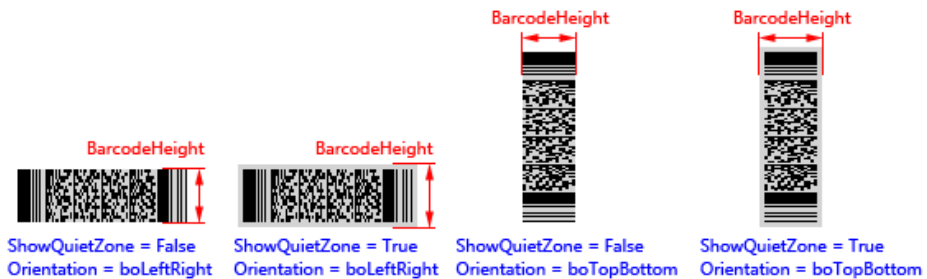 BarcodeHeight
BarcodeHeight
BarcodeHeight
BarcodeHeight
ShowQuietZone = False
Orientation = boLeftRight
ShowQuietZone = True
Orientation = boLeftRight
ShowQuietZone = False
Orientation = boTopBottom
ShowQuietZone = True
Orientation = boTopBottom